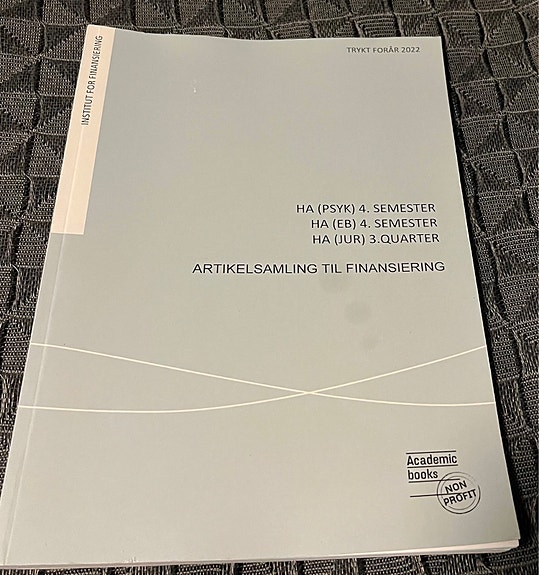 TRYKT FORÅR 2022
INSTITUT FOR FINANSIERING
HA (PSYK) 4. SEMESTER
HA (EB) 4. SEMESTER
HA (JUR) 3.QUARTER
ARTIKELSAMLING TIL FINANSIERING
Academic
books
NON
PROFIT